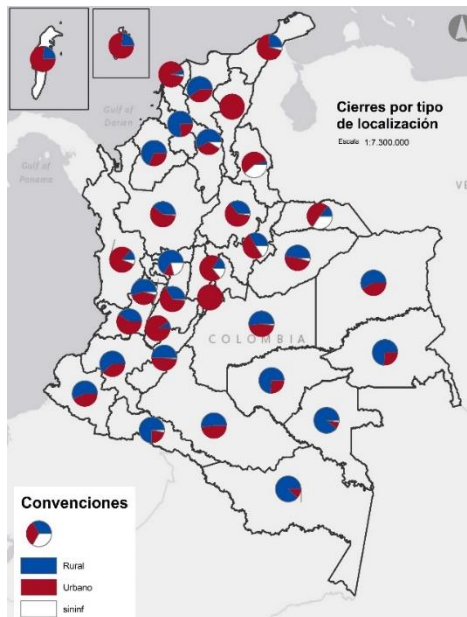 Gulf of
Darien
Gulf of
Panama
Cierres por tipo
de localización
Escala 1:7.300.000
VE
COLOMBIA
Convenciones
Rural
Urbano
sininf